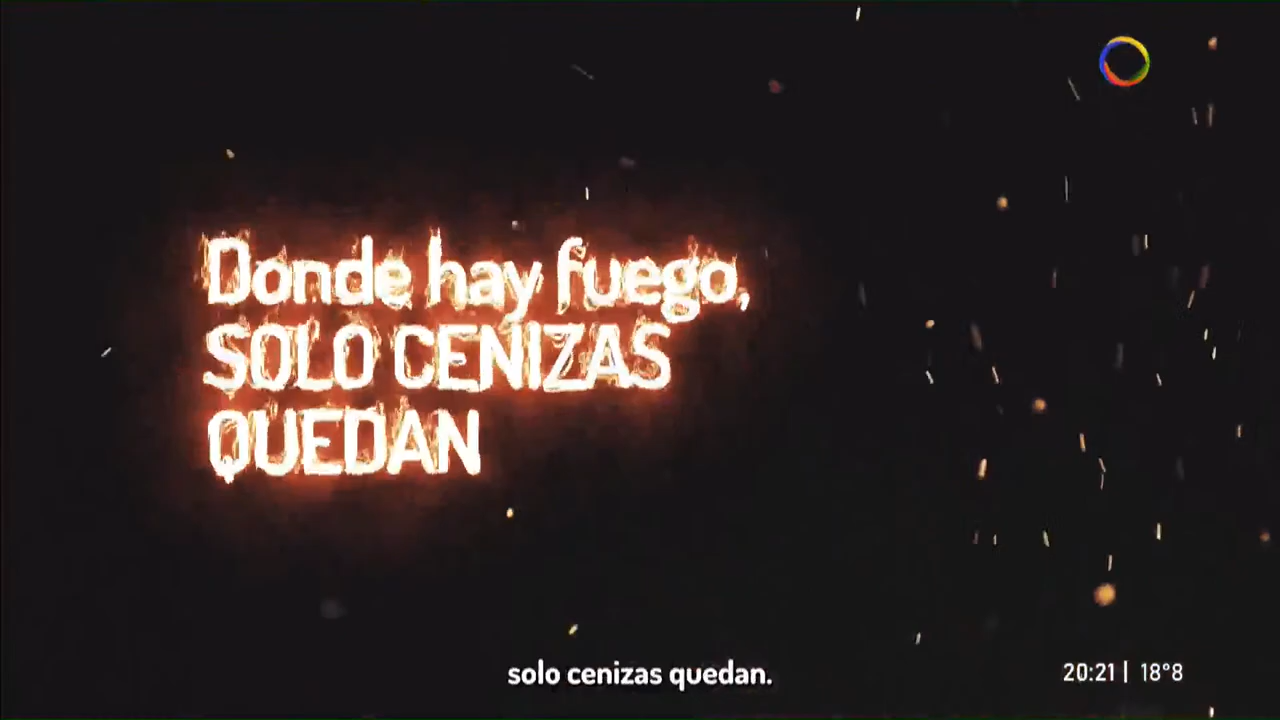 Donde hay fuego,
SOLO CENIZAS
QUEDAN
solo cenizas quedan.
20:21 | 18°8